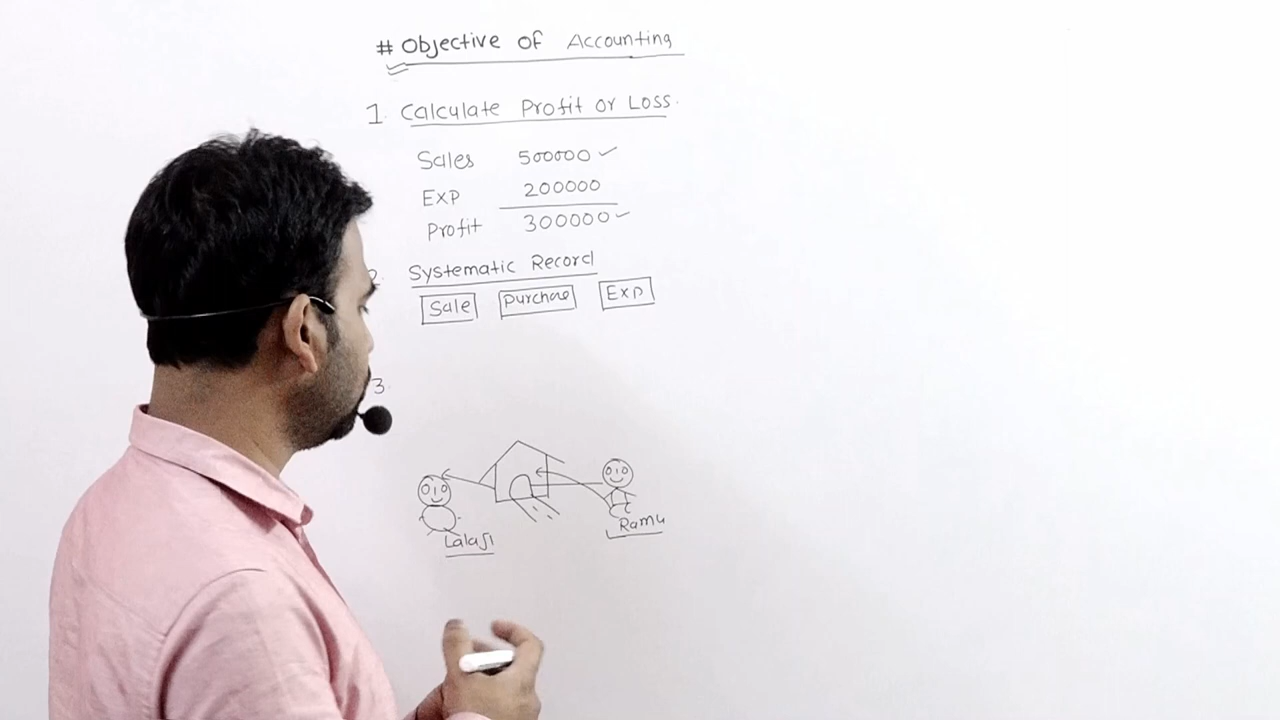 # Objective of Accounting
1. Calculate Profit or Loss.
Sales 500000 ✓
Exp 200000
Profit 300000 ✓
2. Systematic Record
Sale Purchase Exp
3.
Lalaji
Ramu